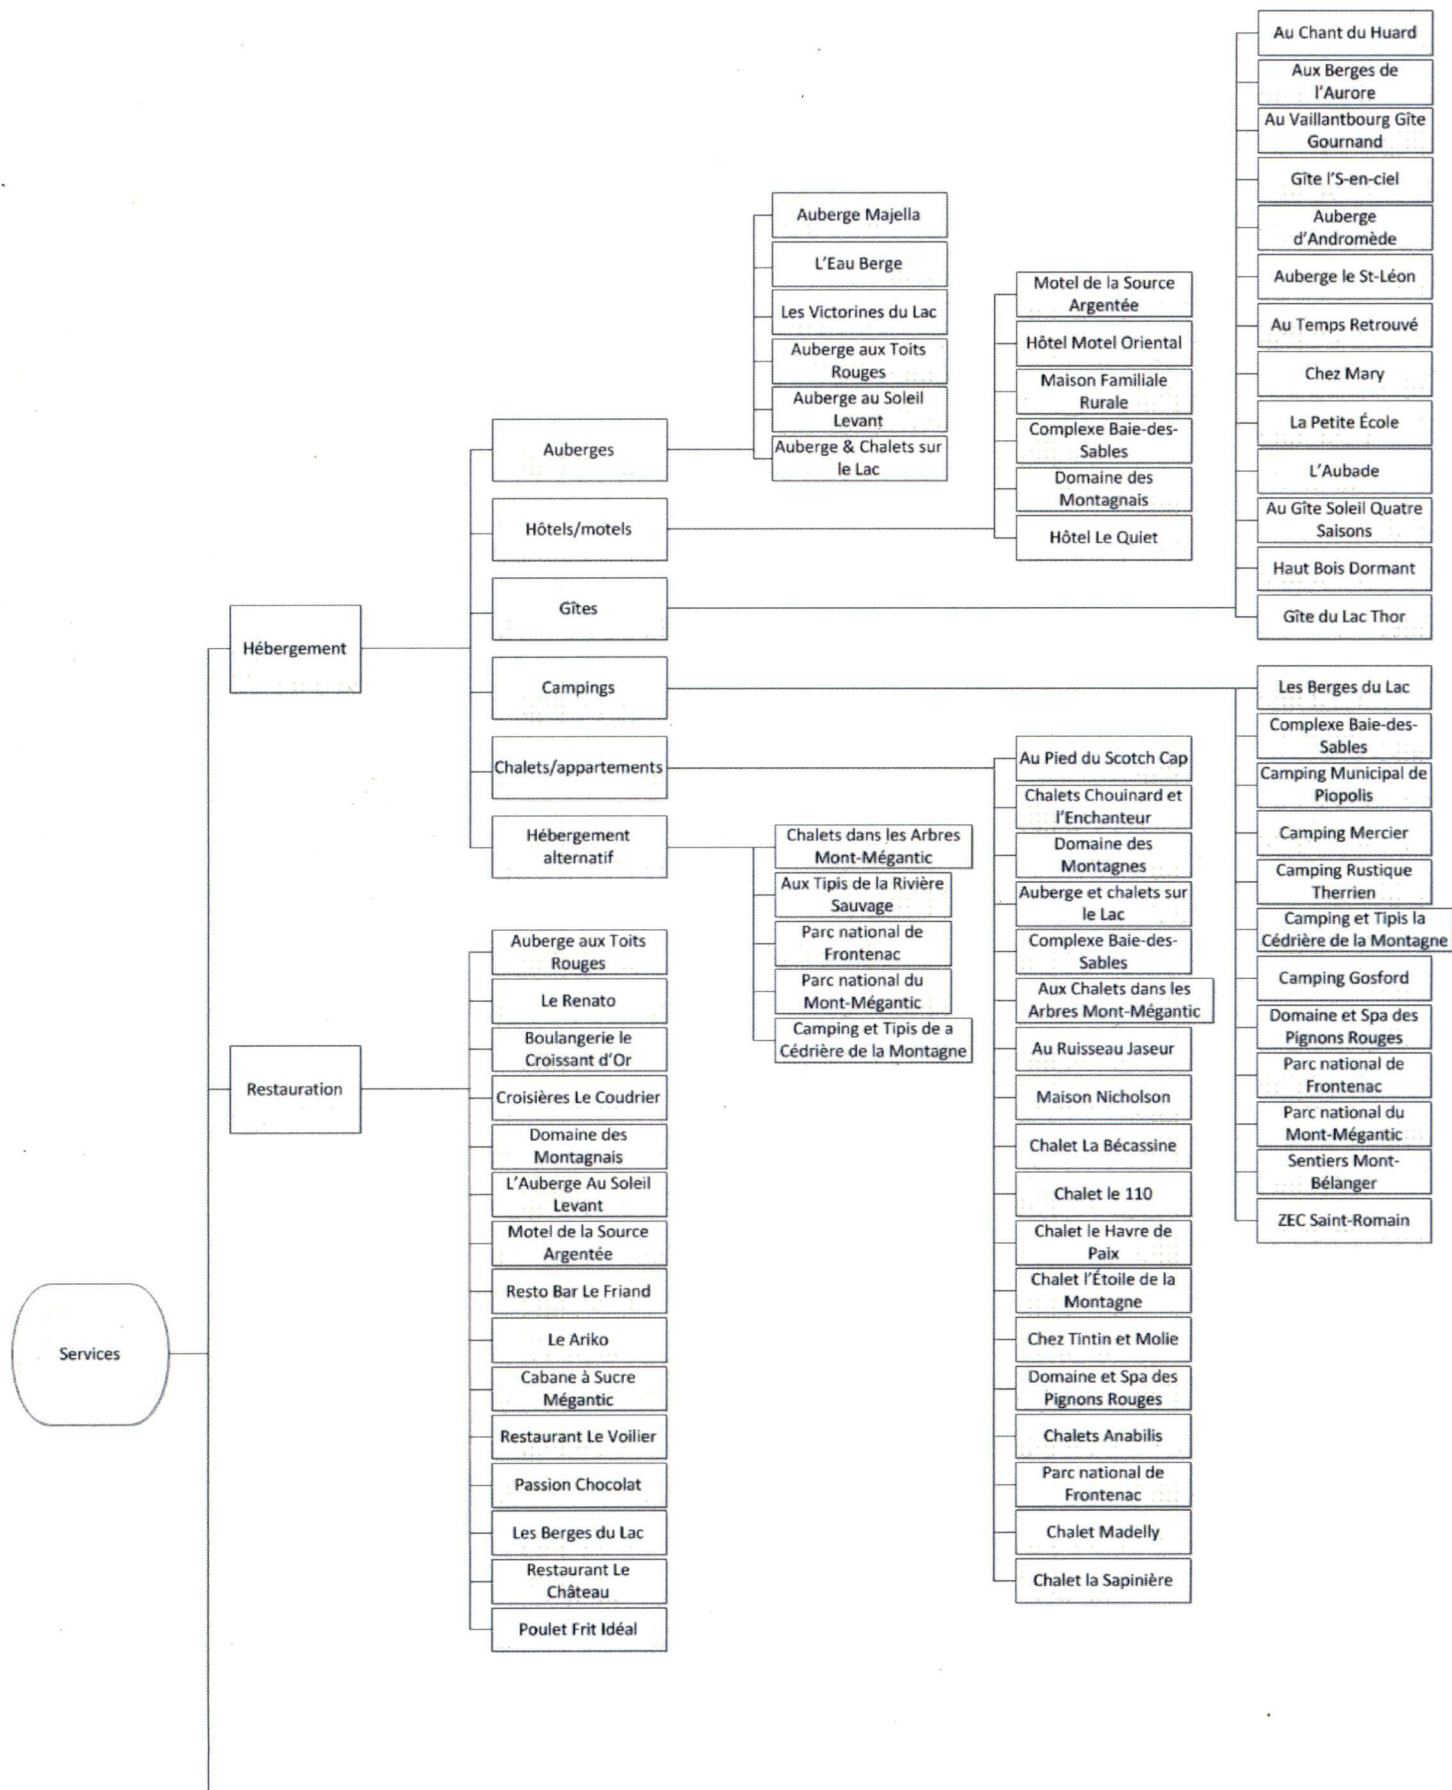 Services
Hébergement
Auberges
Auberge Majella
L'Eau Berge
Les Victorines du Lac
Auberge aux Toits
Rouges
Auberge au Soleil
Levant
Auberge & Chalets sur
le Lac
Hôtels/motels
Motel de la Source
Argentée
Hôtel Motel Oriental
Maison Familiale
Rurale
Complexe Baie-des-
Sables
Domaine des
Montagnais
Hôtel Le Quiet
Gîtes
Au Chant du Huard
Aux Berges de
l'Aurore
Au Vaillantbourg Gîte
Gournand
Gîte l'S-en-ciel
Auberge
d'Andromède
Auberge le St-Léon
Au Temps Retrouvé
Chez Mary
La Petite École
L'Aubade
Au Gîte Soleil Quatre
Saisons
Haut Bois Dormant
Gîte du Lac Thor
Campings
Les Berges du Lac
Complexe Baie-des-
Sables
Camping Municipal de
Piopolis
Camping Mercier
Camping Rustique
Therrien
Camping et Tipis la
Cédrière de la Montagne
Camping Gosford
Domaine et Spa des
Pignons Rouges
Parc national de
Frontenac
Parc national du
Mont-Mégantic
Sentiers Mont-
Bélanger
ZEC Saint-Romain
Chalets/appartements
Au Pied du Scotch Cap
Chalets Chouinard et
l'Enchanteur
Domaine des
Montagnes
Auberge et chalets sur
le Lac
Complexe Baie-des-
Sables
Aux Chalets dans les
Arbres Mont-Mégantic
Au Ruisseau Jaseur
Maison Nicholson
Chalet La Bécassine
Chalet le 110
Chalet le Havre de
Paix
Chalet l'Étoile de la
Montagne
Chez Tintin et Molie
Domaine et Spa des
Pignons Rouges
Chalets Anabilis
Parc national de
Frontenac
Chalet Madelly
Chalet la Sapinière
Hébergement
alternatif
Chalets dans les Arbres
Mont-Mégantic
Aux Tipis de la Rivière
Sauvage
Parc national de
Frontenac
Parc national du
Mont-Mégantic
Camping et Tipis de a
Cédrière de la Montagne
Restauration
Auberge aux Toits
Rouges
Le Renato
Boulangerie le
Croissant d'Or
Croisières Le Coudrier
Domaine des
Montagnais
L'Auberge Au Soleil
Levant
Motel de la Source
Argentée
Resto Bar Le Friand
Le Ariko
Cabane à Sucre
Mégantic
Restaurant Le Voilier
Passion Chocolat
Les Berges du Lac
Restaurant Le
Château
Poulet Frit Idéal